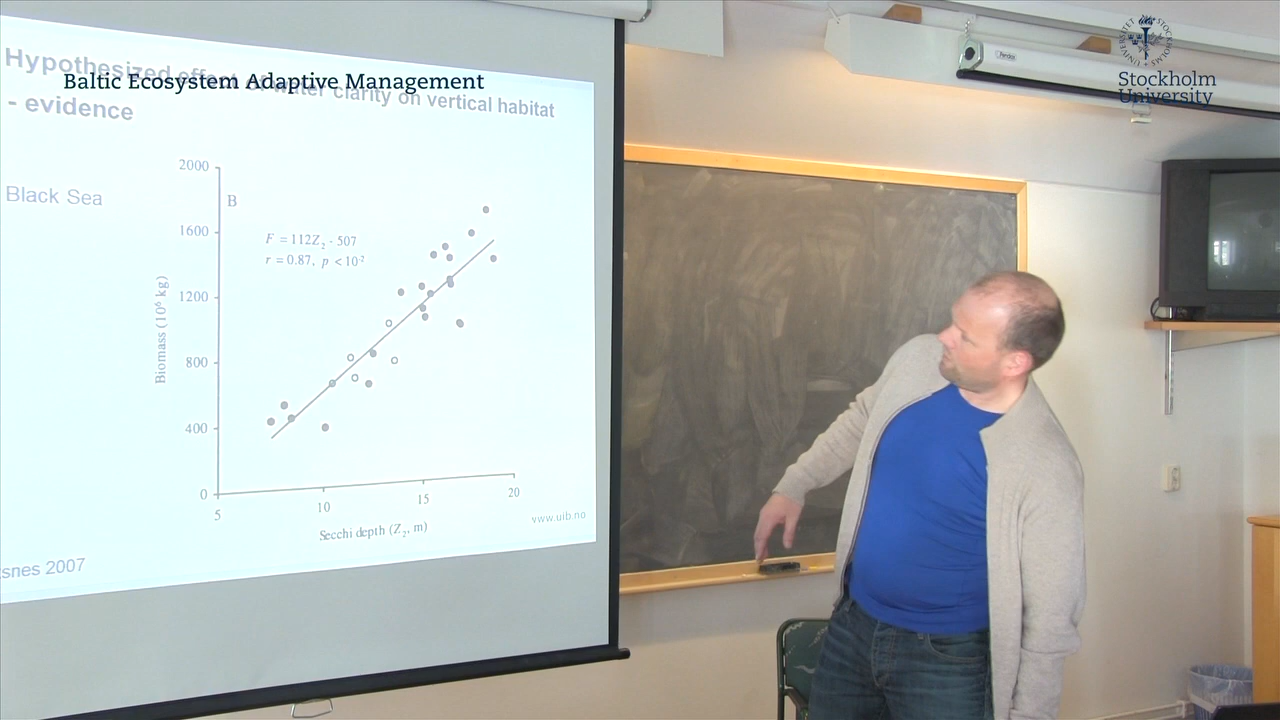 Hypothesized effect of water clarity on vertical habitat
- evidence
Baltic Ecosystem Adaptive Management
Stockholm
University
Black Sea
2000
1600
1200
800
400
0
B
F = 112Z₂ - 507
r = 0.87, p < 10⁻²
Biomass (10⁶ kg)
5
10
15
20
Secchi depth (Z₂, m)
www.uib.no
snes 2007